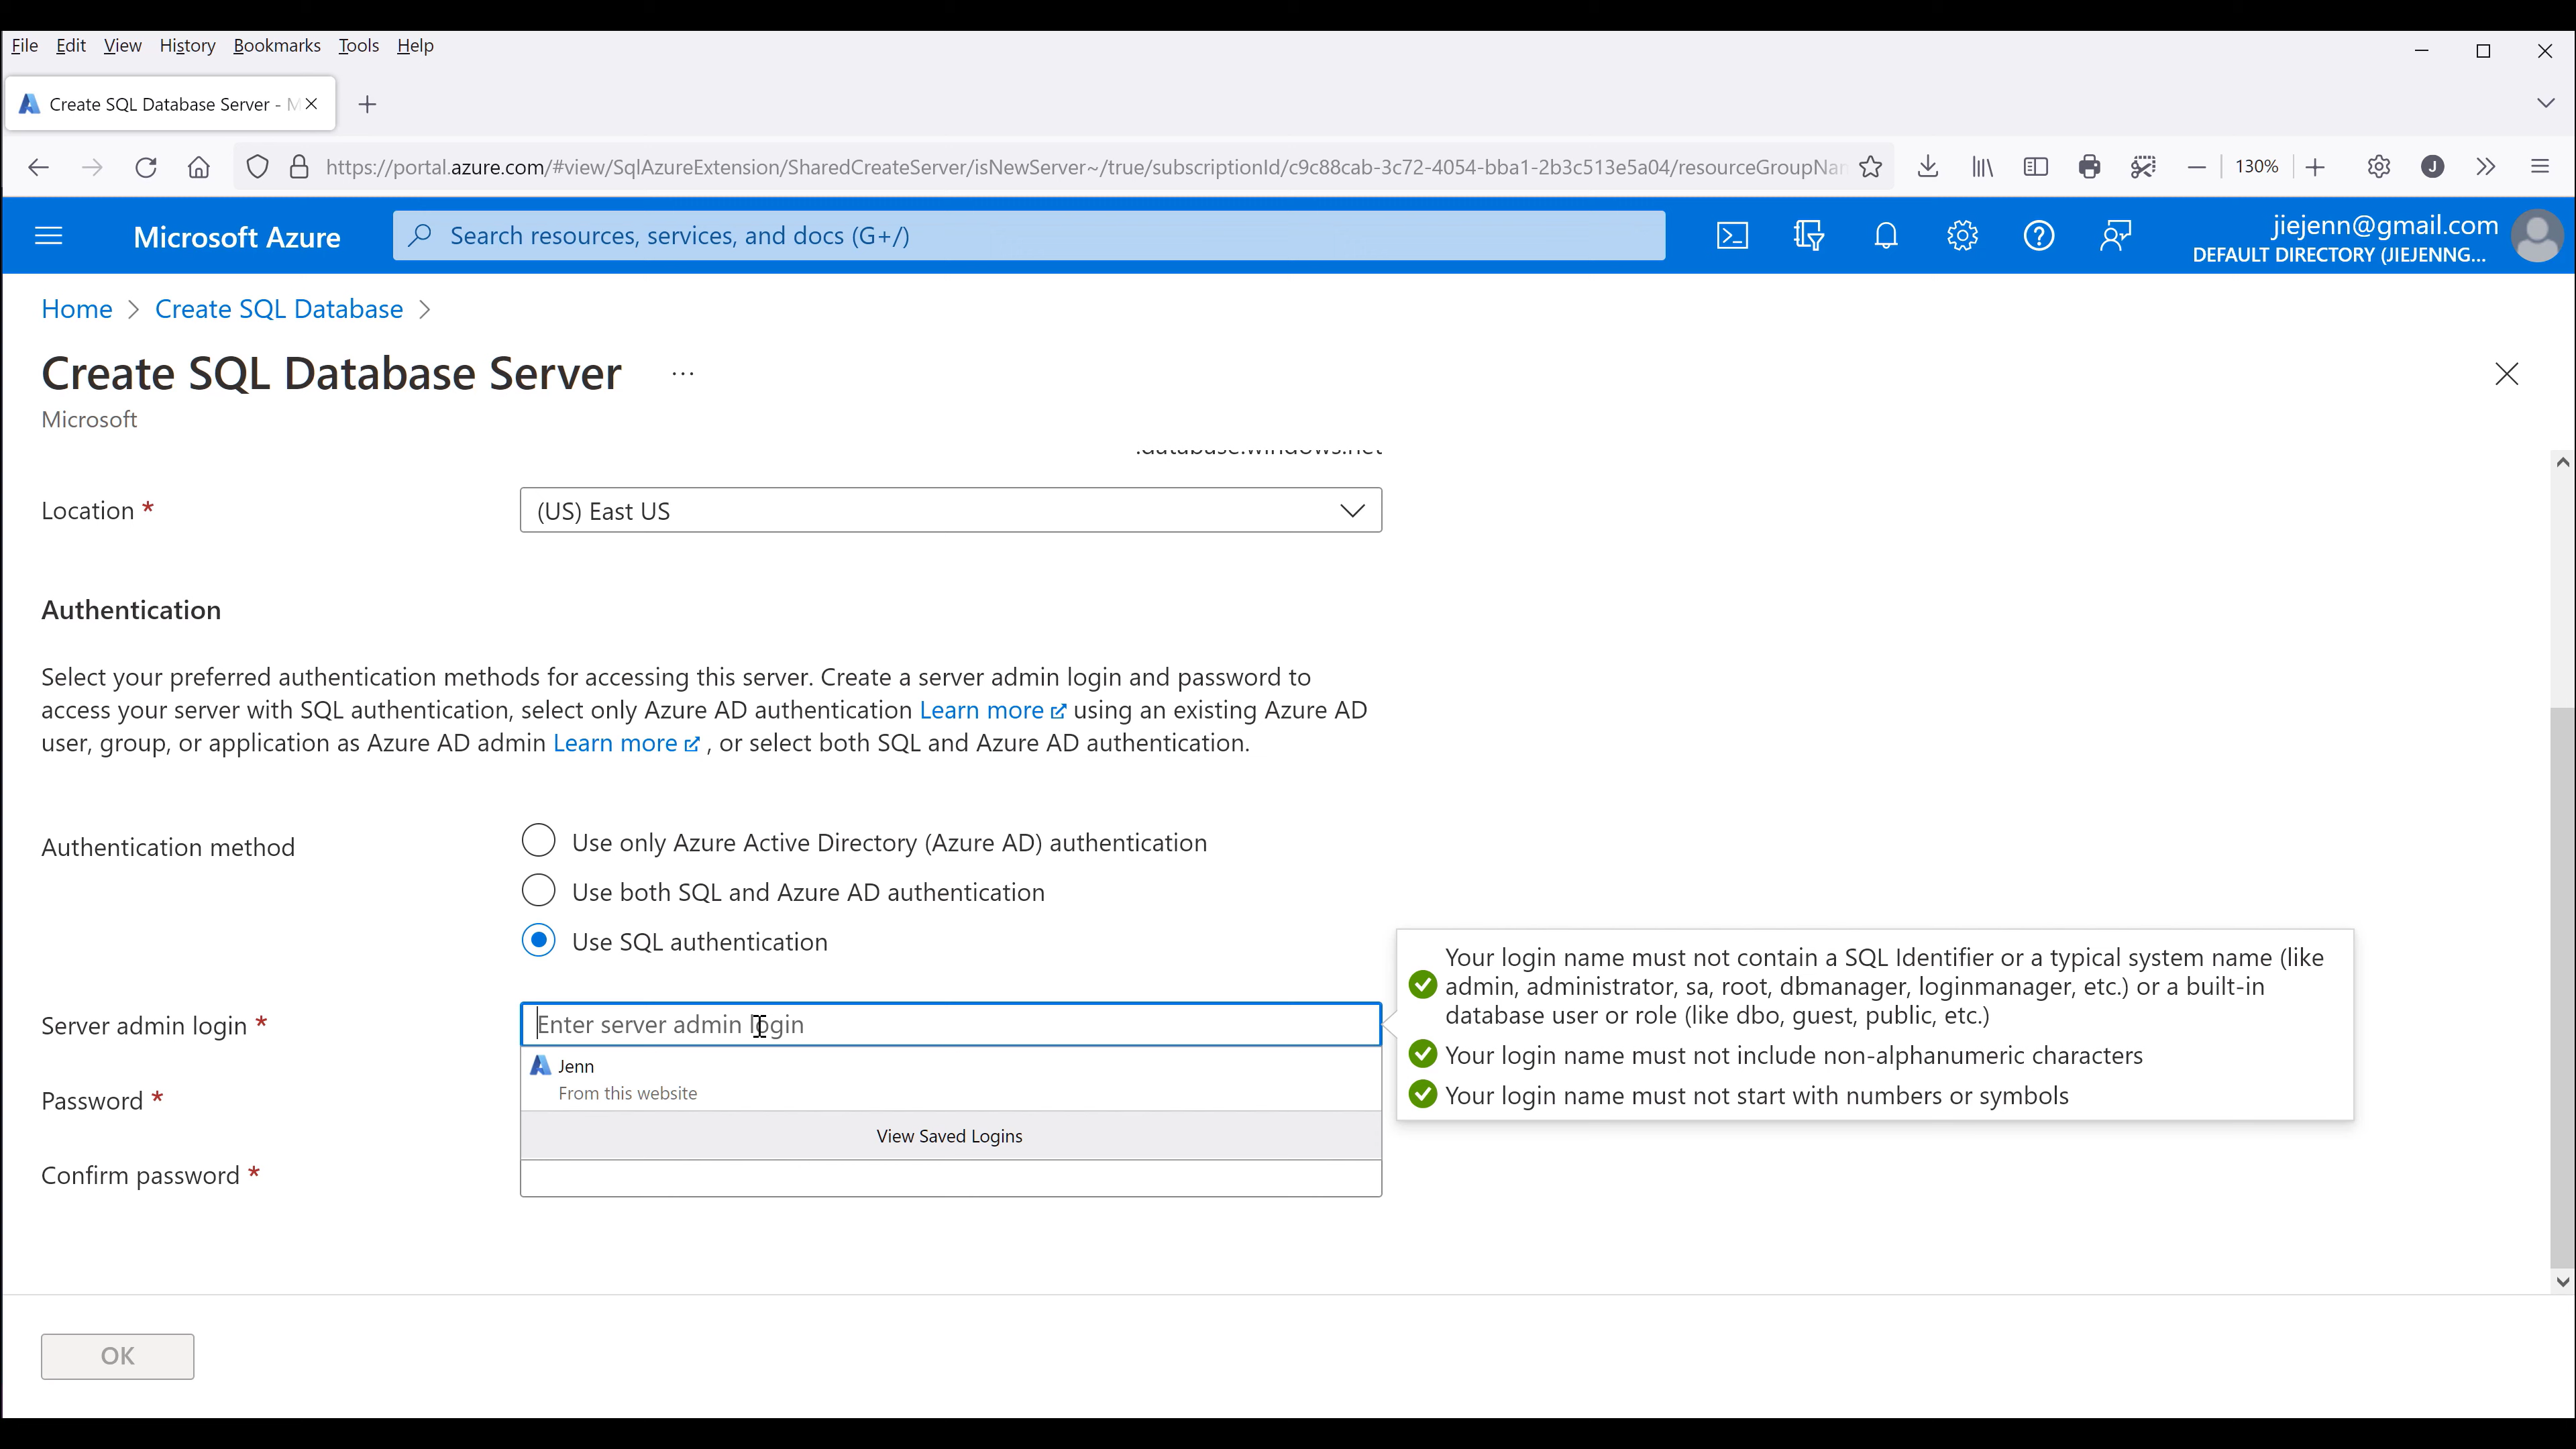 File Edit View History Bookmarks Tools Help
Create SQL Database Server - M
https://portal.azure.com/#view/SqlAzureExtension/SharedCreateServer/isNewServer~/true/subscriptionId/c9c88cab-3c72-4054-bba1-2b3c513e5a04/resourceGroupNam
130%
J
Microsoft Azure
Search resources, services, and docs (G+/)
jiejenn@gmail.com
DEFAULT DIRECTORY (JIEJENNG...
Home > Create SQL Database >
Create SQL Database Server ...
Microsoft
.database.windows.net
Location *
(US) East US
Authentication
Select your preferred authentication methods for accessing this server. Create a server admin login and password to
access your server with SQL authentication, select only Azure AD authentication Learn more using an existing Azure AD
user, group, or application as Azure AD admin Learn more , or select both SQL and Azure AD authentication.
Authentication method
Use only Azure Active Directory (Azure AD) authentication
Use both SQL and Azure AD authentication
Use SQL authentication
Your login name must not contain a SQL Identifier or a typical system name (like
admin, administrator, sa, root, dbmanager, loginmanager, etc.) or a built-in
database user or role (like dbo, guest, public, etc.)
Your login name must not include non-alphanumeric characters
Your login name must not start with numbers or symbols
Server admin login *
Enter server admin login
Jenn
From this website
Password *
View Saved Logins
Confirm password *
OK